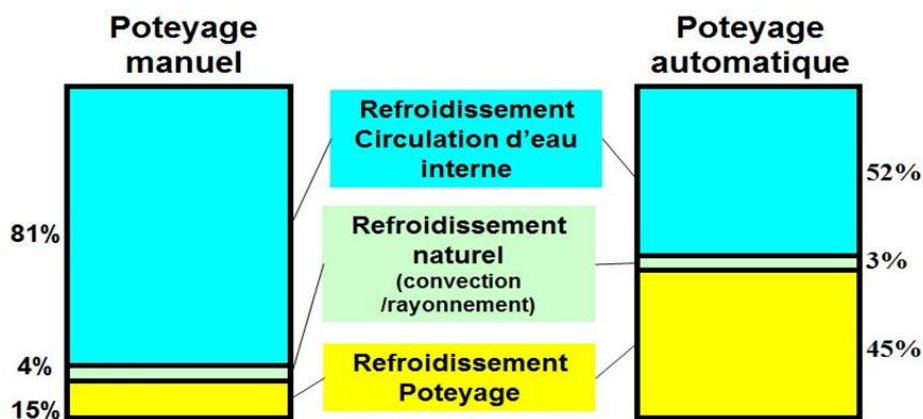 Poteyage
manuel
Poteyage
automatique
Refroidissement
Circulation d'eau
interne
52%
81%
Refroidissement
naturel
(convection
/rayonnement)
3%
4%
Refroidissement
Poteyage
45%
15%